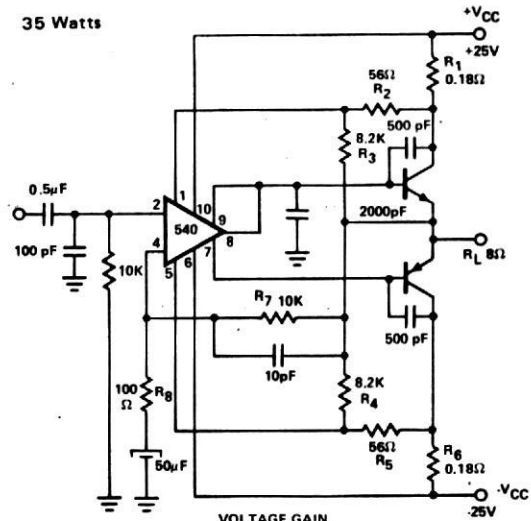 35 Watts
+VCC
+25V
R1
0.18Ω
56Ω
R2
500 pF
8.2K
R3
0.5μF
1
2
10
9
540
8
4
7
5
6
2000pF
100 pF
10K
RL 8Ω
R7 10K
500 pF
10pF
100
Ω
R8
8.2K
R4
50μF
56Ω
R5
R6
0.18Ω
-VCC
-25V
VOLTAGE GAIN